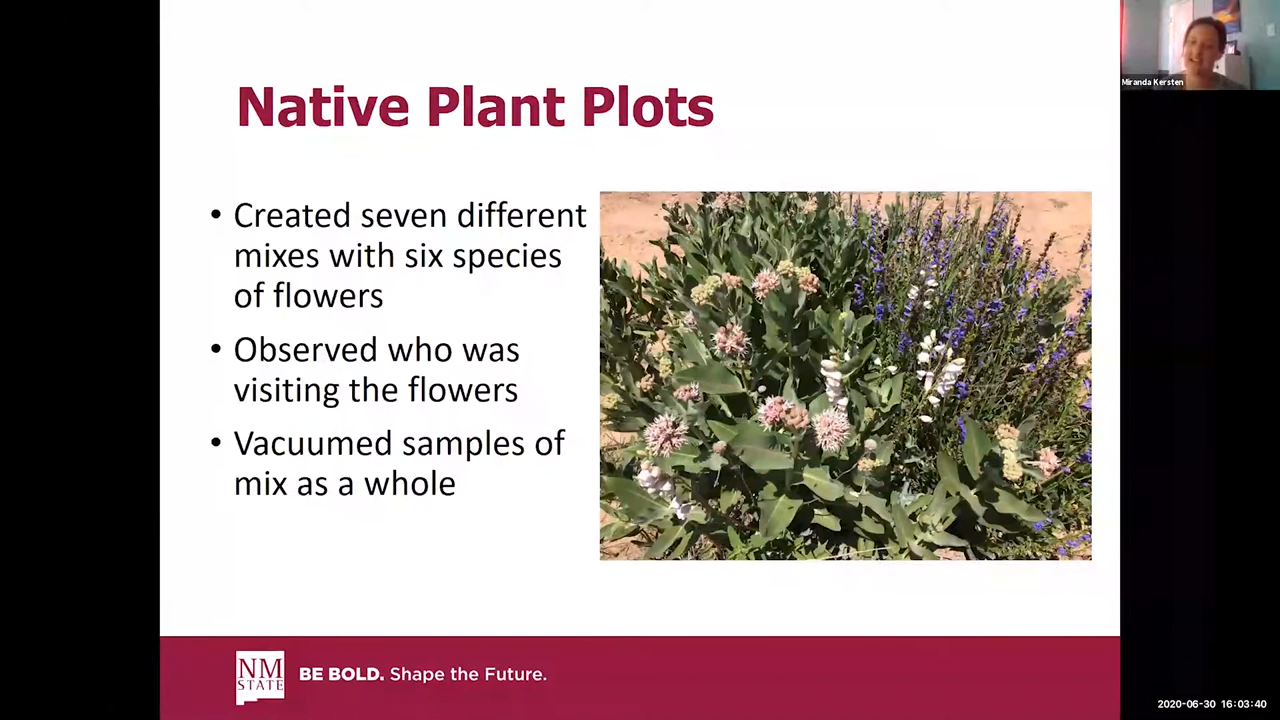 Native Plant Plots
• Created seven different
mixes with six species
of flowers
• Observed who was
visiting the flowers
• Vacuumed samples of
mix as a whole
NM
STATE
BE BOLD. Shape the Future.
Miranda Kersten
2020-06-30 16:03:40